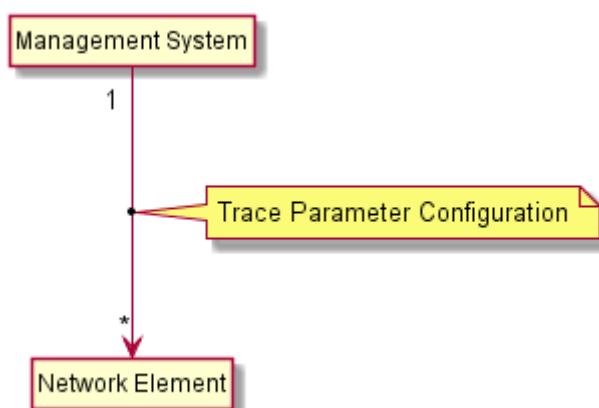 Management System
1
Trace Parameter Configuration
*
Network Element